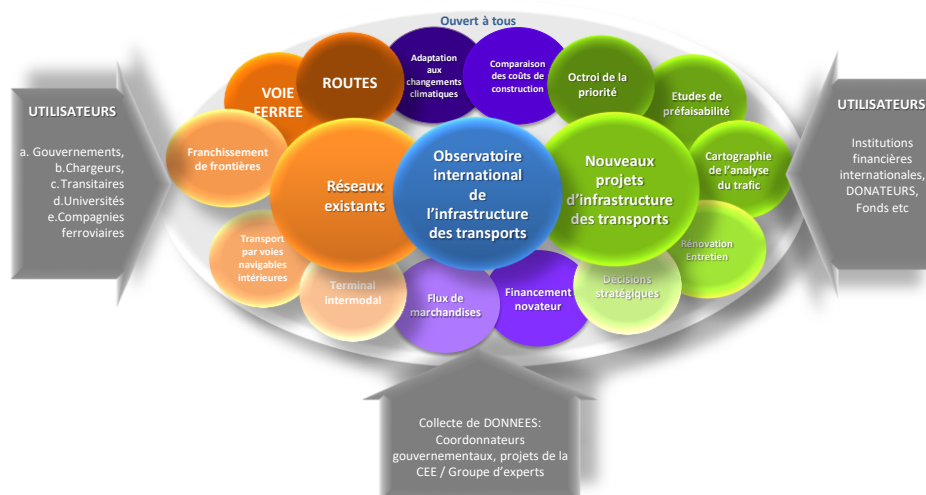 Ouvert à tous
UTILISATEURS
a. Gouvernements,
b.Chargeurs,
c.Transitaires
d.Universités
e.Compagnies
ferroviaires
VOIE
FERREE
ROUTES
Adaptation
aux
changements
climatiques
Comparaison
des coûts de
construction
Octroi de la
priorité
Etudes de
préfaisabilité
Franchissement
de frontières
Réseaux
existants
Observatoire
international
de
l’infrastructure
des transports
Nouveaux
projets
d’infrastructure
des transports
Cartographie
de l’analyse
du trafic
Transport
par voies
navigables
intérieures
Terminal
intermodal
Flux de
marchandises
Financement
novateur
Décisions
stratégiques
Rénovation
Entretien
UTILISATEURS
Institutions
financières
internationales,
DONATEURS,
Fonds etc
Collecte de DONNEES:
Coordonnateurs
gouvernementaux, projets de la
CEE / Groupe d’experts